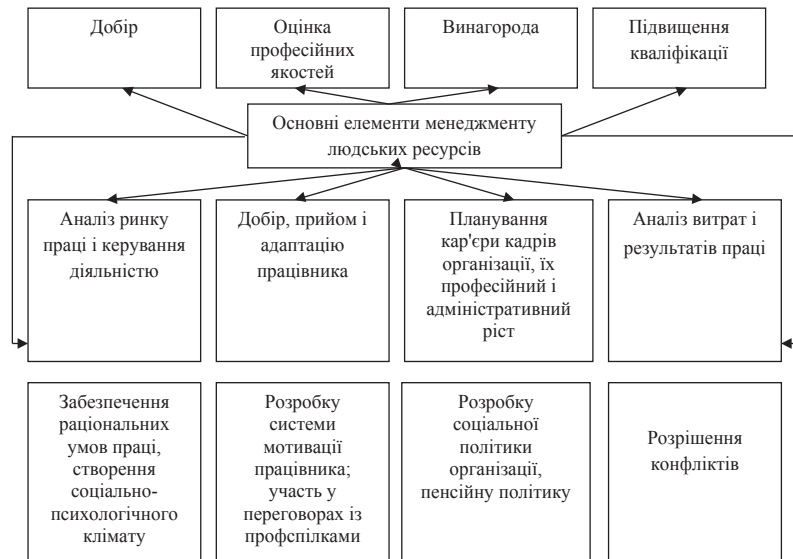 Добір
Оцінка
професійних
якостей
Винагорода
Підвищення
кваліфікації
Основні елементи менеджменту
людських ресурсів
Аналіз ринку
праці і керування
діяльністю
Добір, прийом і
адаптацію
працівника
Планування
кар'єри кадрів
організації, їх
професійний і
адміністративний
ріст
Аналіз витрат і
результатів праці
Забезпечення
раціональних
умов праці,
створення
соціально-
психологічного
клімату
Розробку
системи
мотивації
працівника;
участь у
переговорах із
профспілками
Розробку
соціальної
політики
організації,
пенсійну політику
Розрішення
конфліктів